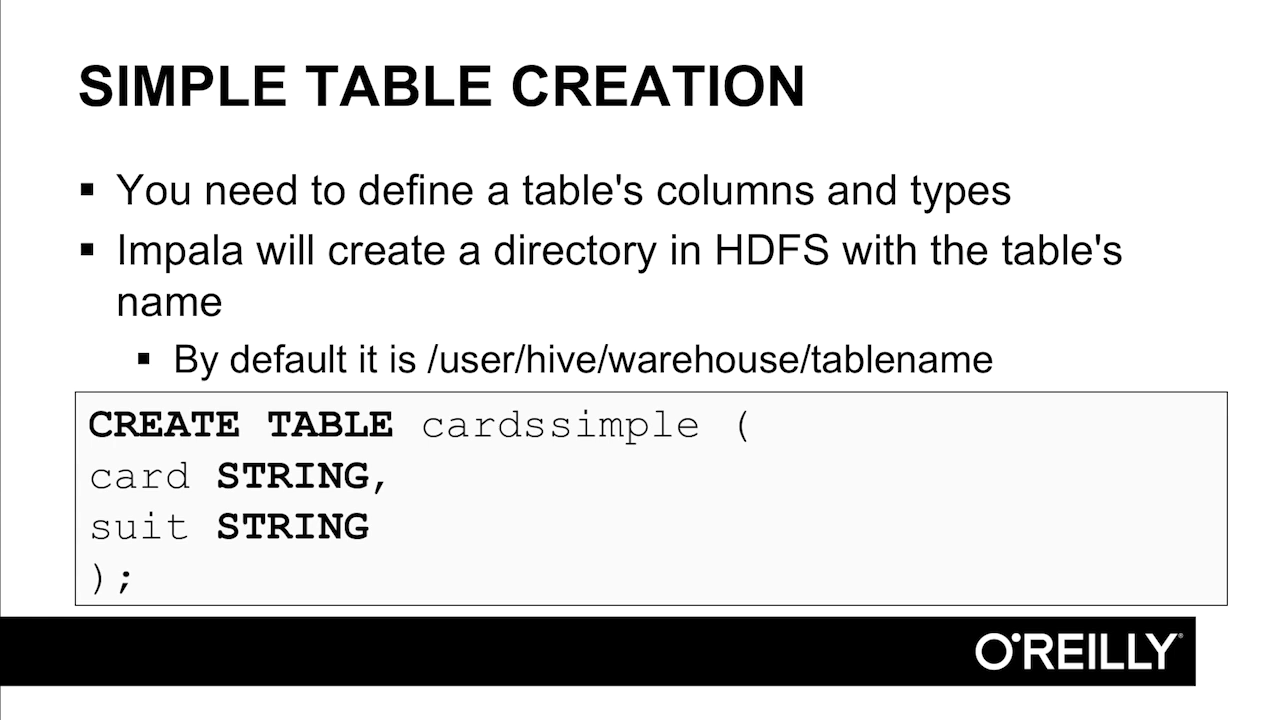 SIMPLE TABLE CREATION
▪ You need to define a table's columns and types
▪ Impala will create a directory in HDFS with the table's
name
▪ By default it is /user/hive/warehouse/tablename
CREATE TABLE cardssimple (
card STRING,
suit STRING
);
O'REILLY®